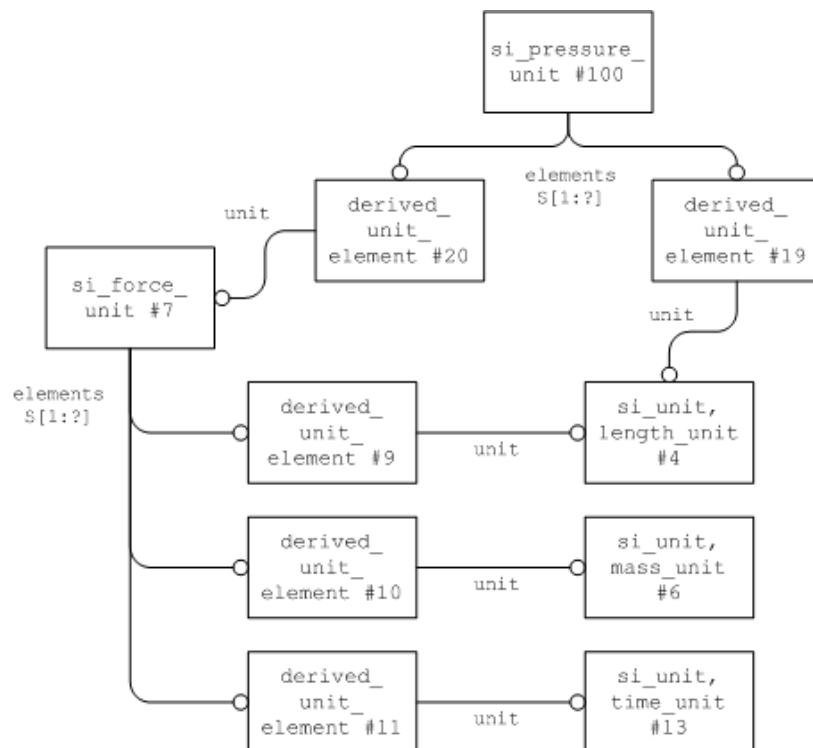 si_pressure_
unit #100
elements
S[1:?]
derived_
unit_
element #20
derived_
unit_
element #19
unit
si_force_
unit #7
unit
elements
S[1:?]
derived_
unit_
element #9
unit
si_unit,
length_unit
#4
derived_
unit_
element #10
unit
si_unit,
mass_unit
#6
derived_
unit_
element #11
unit
si_unit,
time_unit
#13